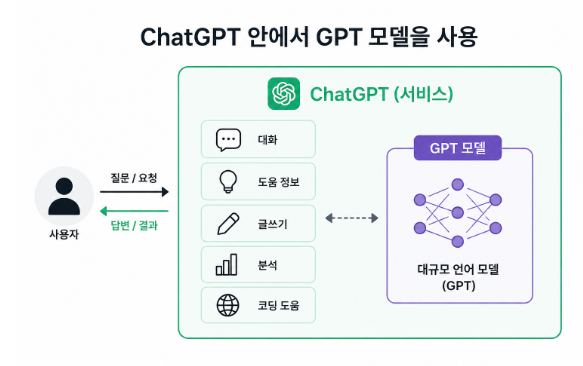 ChatGPT 안에서 GPT 모델을 사용
ChatGPT (서비스)
사용자
질문 / 요청
답변 / 결과
대화
도움 정보
글쓰기
분석
코딩 도움
GPT 모델
대규모 언어 모델
(GPT)